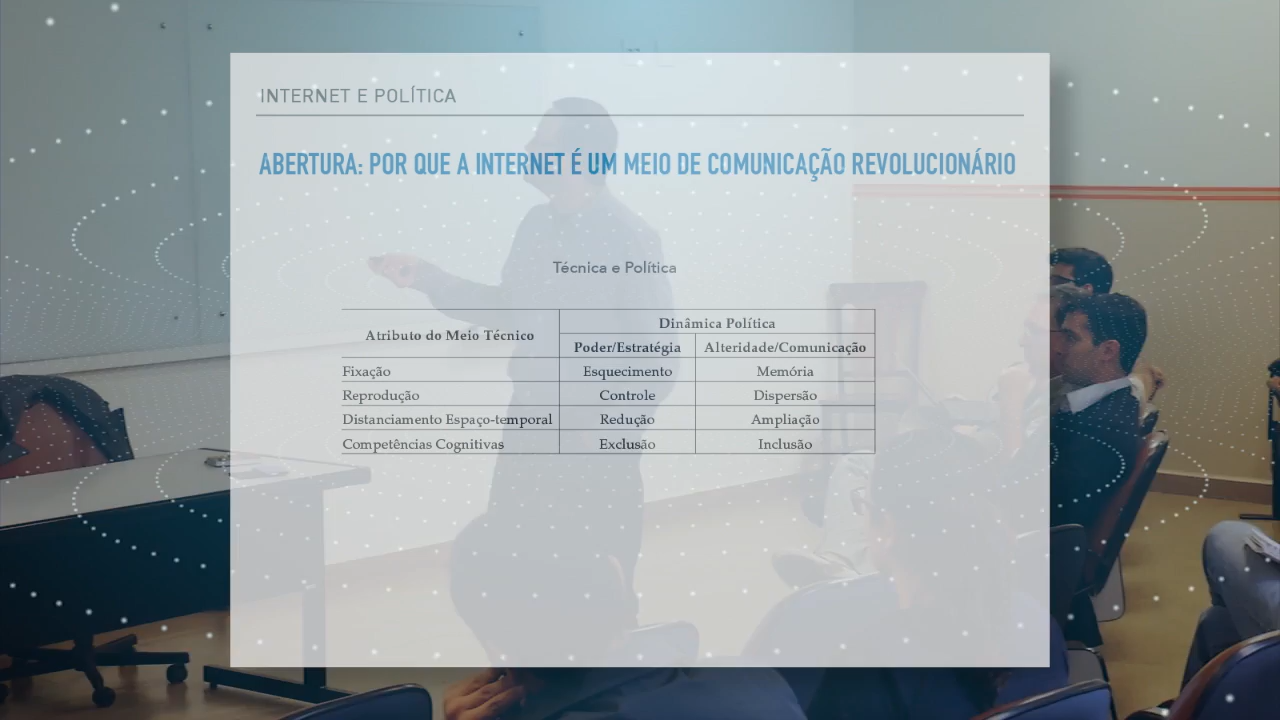 INTERNET E POLÍTICA
ABERTURA: POR QUE A INTERNET É UM MEIO DE COMUNICAÇÃO REVOLUCIONÁRIO
Técnica e Política
Atributo do Meio Técnico Dinâmica Política
Poder/Estratégia Alteridade/Comunicação
Fixação Esquecimento Memória
Reprodução Controle Dispersão
Distanciamento Espaço-temporal Redução Ampliação
Competências Cognitivas Exclusão Inclusão